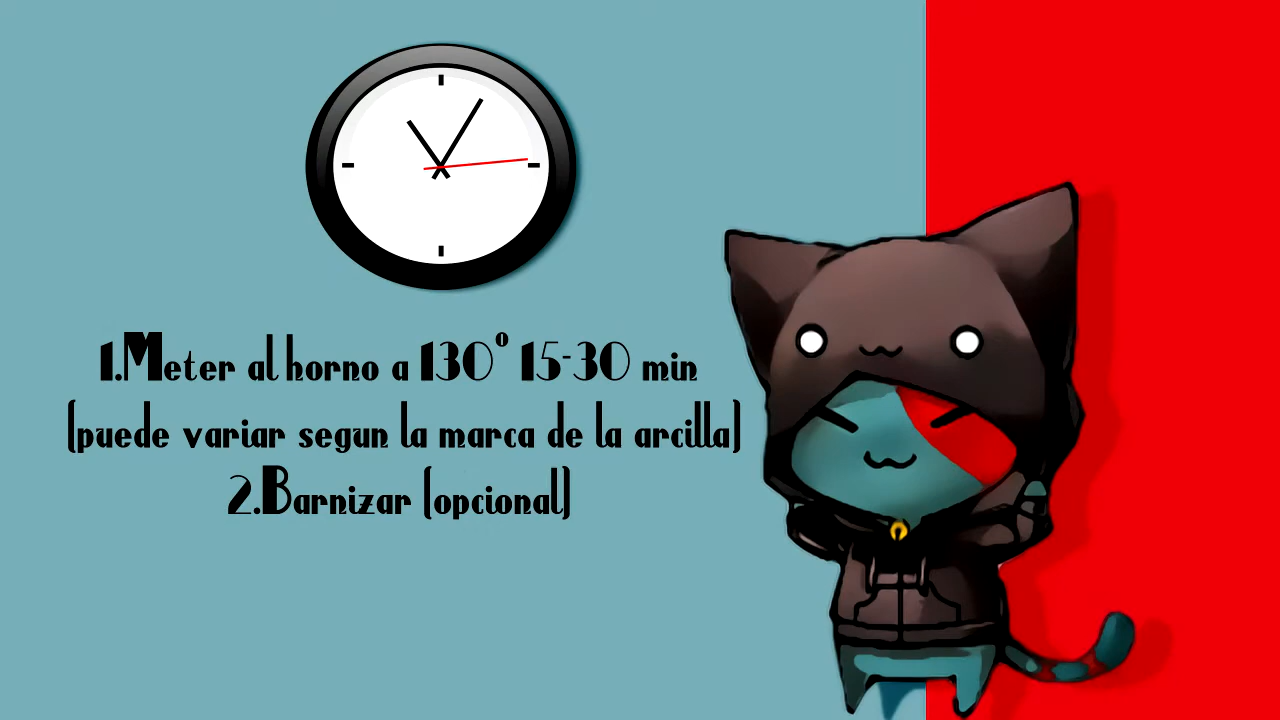 1.Meter al horno a 130º 15-30 min
(puede variar segun la marca de la arcilla)
2.Barnizar (opcional)